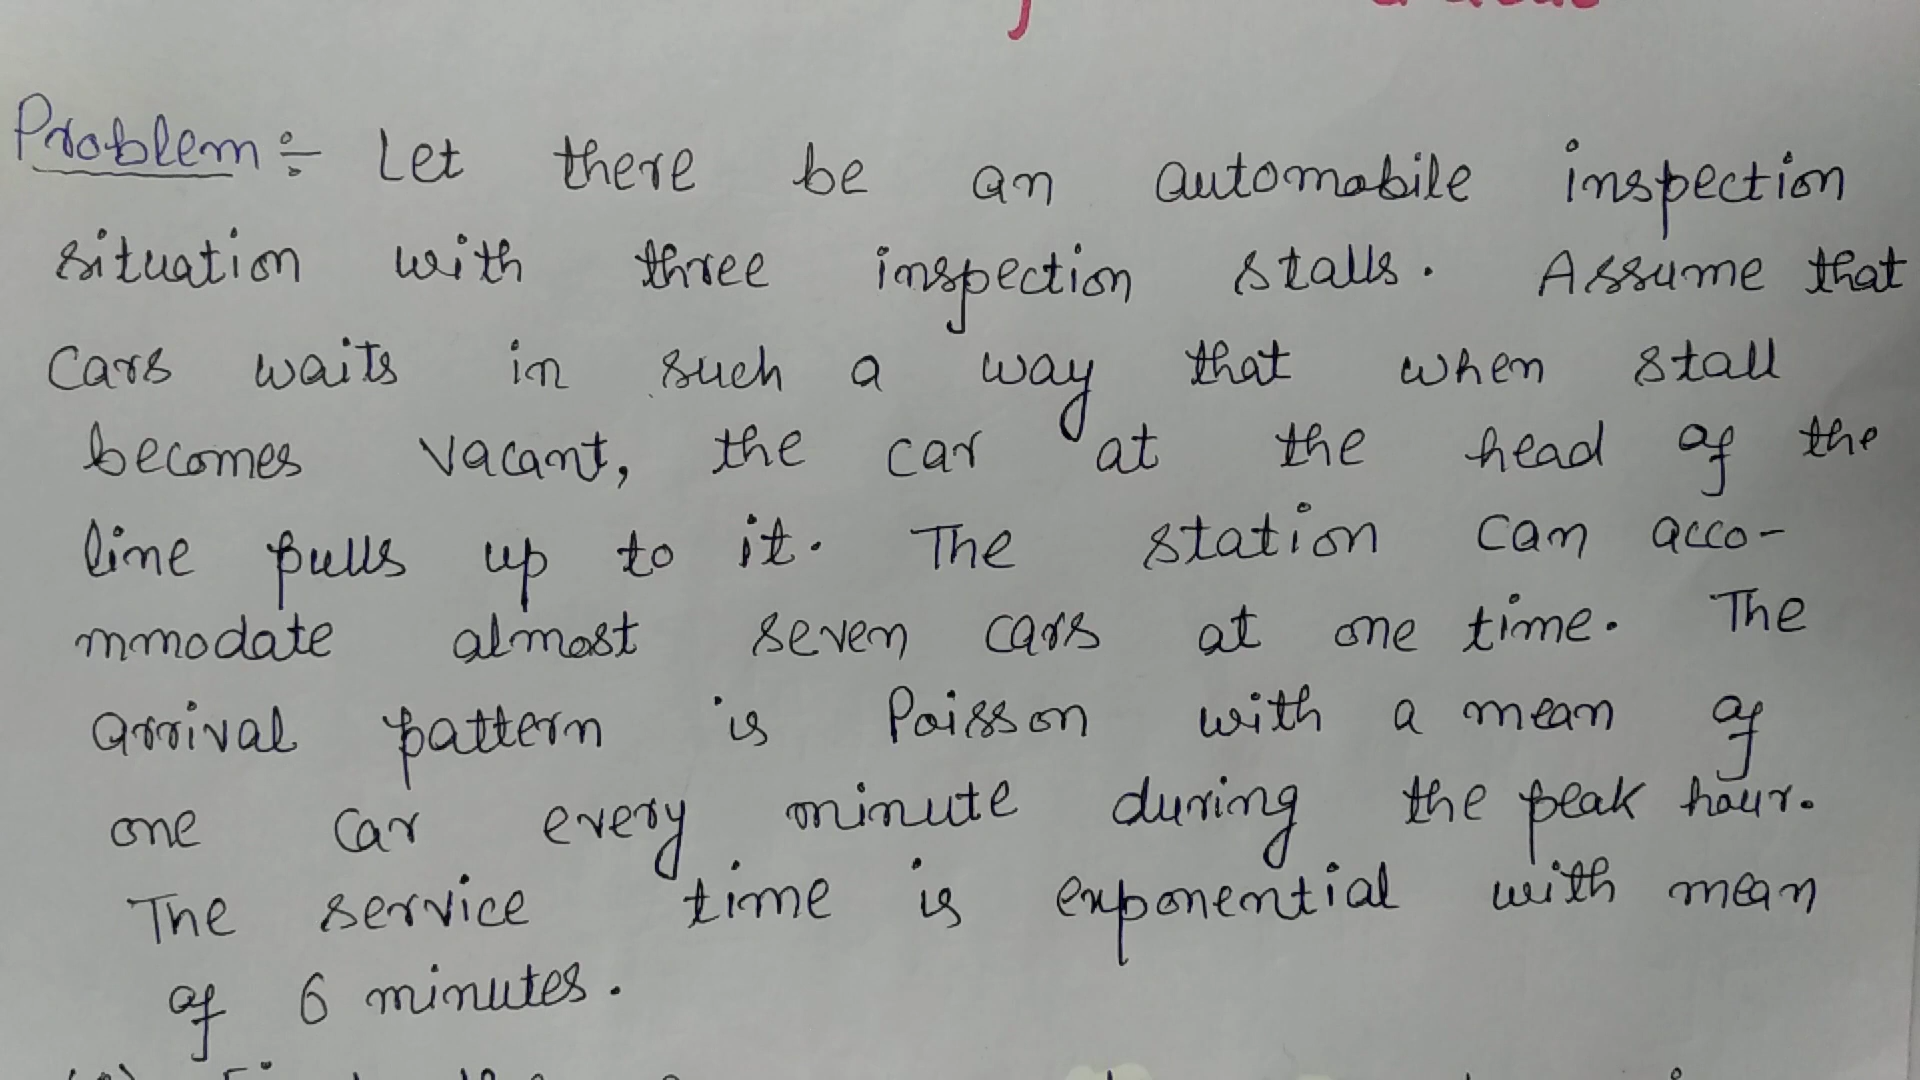 Problem:- Let there be an automobile inspection
situation with three inspection stalls. Assume that
cars waits in such a way that when stall
becomes vacant, the car at the head of the
line pulls up to it. The station can acco-
mmodate almost seven cars at one time. The
arrival pattern is Poisson with a mean of
one car every minute during the peak hour.
The service time is exponential with mean
of 6 minutes.